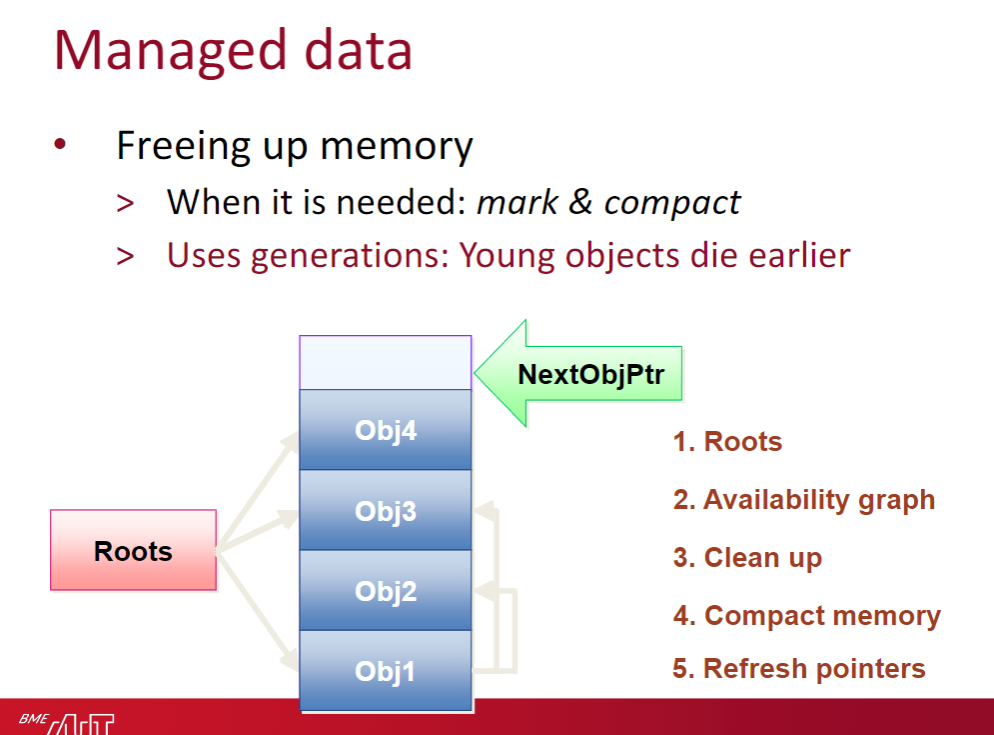 Managed data
• Freeing up memory
> When it is needed: mark & compact
> Uses generations: Young objects die earlier
NextObjPtr
Obj4
Obj3
Obj2
Obj1
Roots
1. Roots
2. Availability graph
3. Clean up
4. Compact memory
5. Refresh pointers
BME